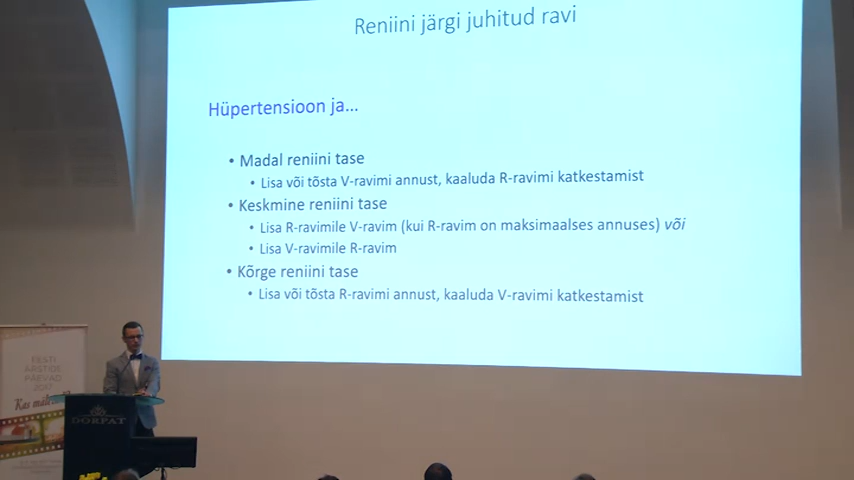 Reniini järgi juhitud ravi
Hüpertensioon ja...
• Madal reniini tase
• Lisa või tõsta V-ravimi annust, kaaluda R-ravimi katkestamist
• Keskmine reniini tase
• Lisa R-ravimile V-ravim (kui R-ravim on maksimaalses annuses) või
• Lisa V-ravimile R-ravim
• Kõrge reniini tase
• Lisa või tõsta R-ravimi annust, kaaluda V-ravimi katkestamist
EESTI
ARSTIDE
PÄEVAD
2017
Kas
DORPAT